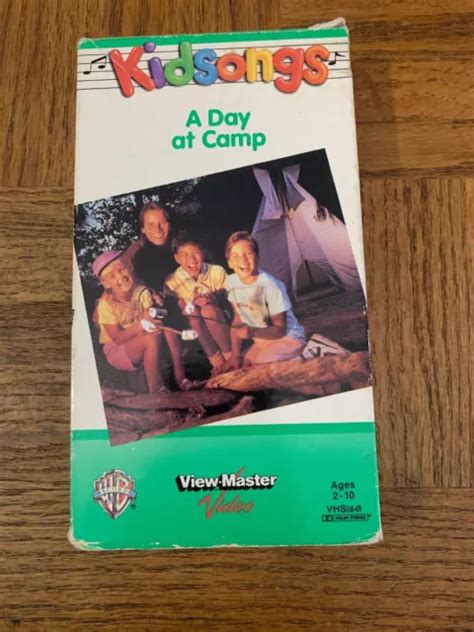 Kidsongs
A Day
at Camp
View-Master
Video
Ages
2-10
VHS